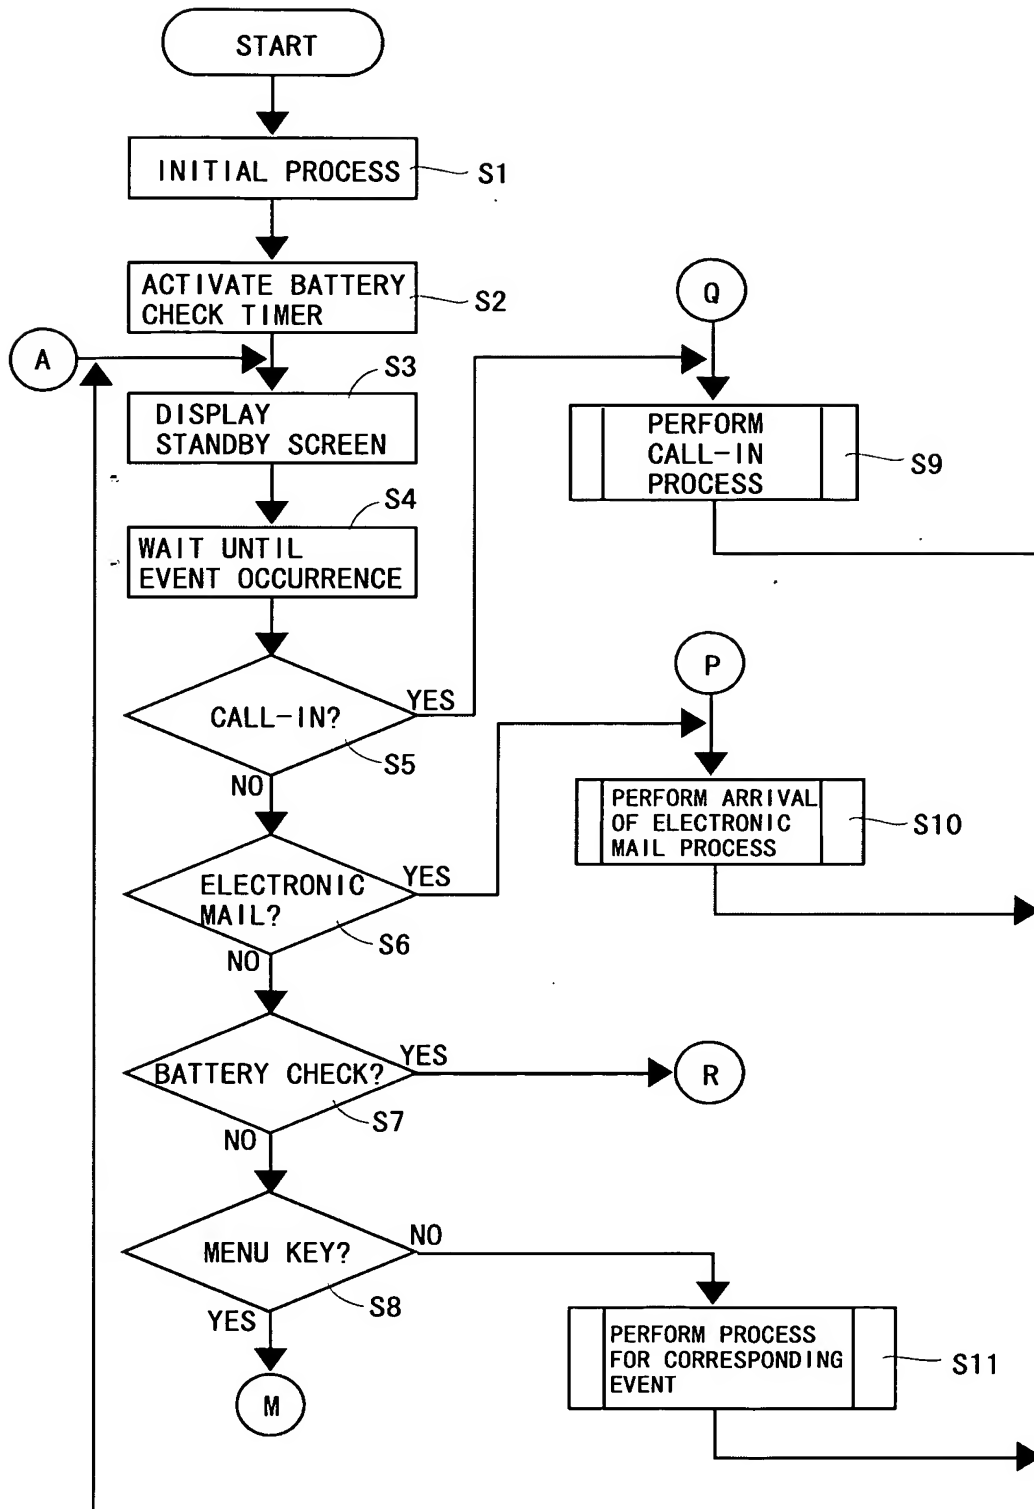 START
INITIAL PROCESS
S1
ACTIVATE BATTERY
CHECK TIMER
S2
Q
A
S3
DISPLAY
STANDBY SCREEN
PERFORM
CALL-IN
PROCESS
S9
S4
WAIT UNTIL
EVENT OCCURRENCE
P
CALL-IN?
YES
S5
NO
PERFORM ARRIVAL
OF ELECTRONIC
MAIL PROCESS
S10
ELECTRONIC
MAIL?
YES
S6
NO
BATTERY CHECK?
YES
R
S7
NO
MENU KEY?
NO
S8
YES
PERFORM PROCESS
FOR CORRESPONDING
EVENT
S11
M